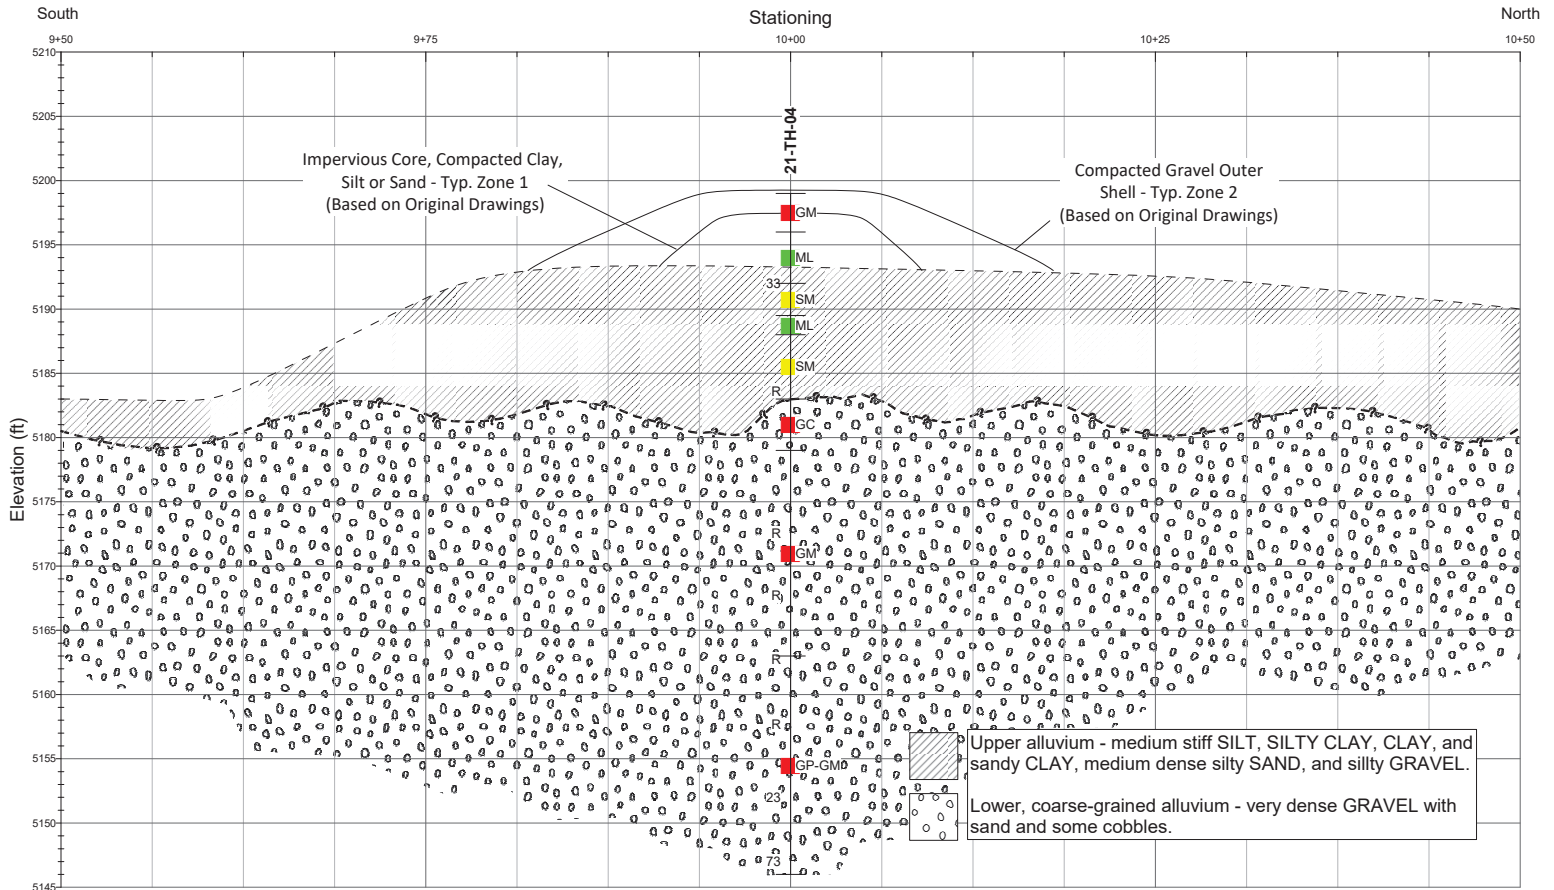 South
Stationing
North
9+50
9+75
10+00
10+25
10+50
5210
5205
5200
5195
5190
5185
5180
5175
5170
5165
5160
5155
5150
5145
Elevation (ft)
21-TH-04
Impervious Core, Compacted Clay,
Silt or Sand - Typ. Zone 1
(Based on Original Drawings)
Compacted Gravel Outer
Shell - Typ. Zone 2
(Based on Original Drawings)
GM
ML
33
SM
ML
SM
R
GC
R
GM
R
R
R
GP-GM
23
73
Upper alluvium - medium stiff SILT, SILTY CLAY, CLAY, and
sandy CLAY, medium dense silty SAND, and sillty GRAVEL.
Lower, coarse-grained alluvium - very dense GRAVEL with
sand and some cobbles.